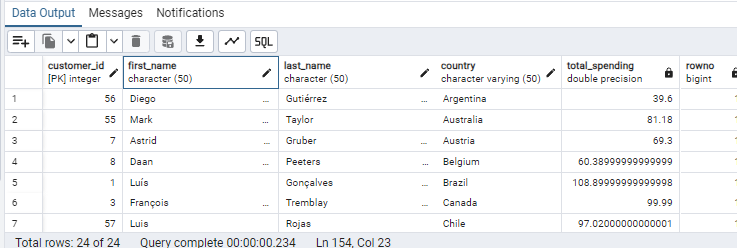 Data Output Messages Notifications
SQL
customer_id first_name last_name country total_spending rowno
[PK] integer character (50) character (50) character varying (50) double precision bigint
1 56 Diego ... Gutiérrez ... Argentina 39.6
2 55 Mark ... Taylor ... Australia 81.18
3 7 Astrid ... Gruber ... Austria 69.3
4 8 Daan ... Peeters ... Belgium 60.38999999999999
5 1 Luís ... Gonçalves ... Brazil 108.89999999999998
6 3 François ... Tremblay ... Canada 99.99
7 57 Luis Rojas Chile 97.02000000000001
Total rows: 24 of 24 Query complete 00:00:00.234 Ln 154, Col 23